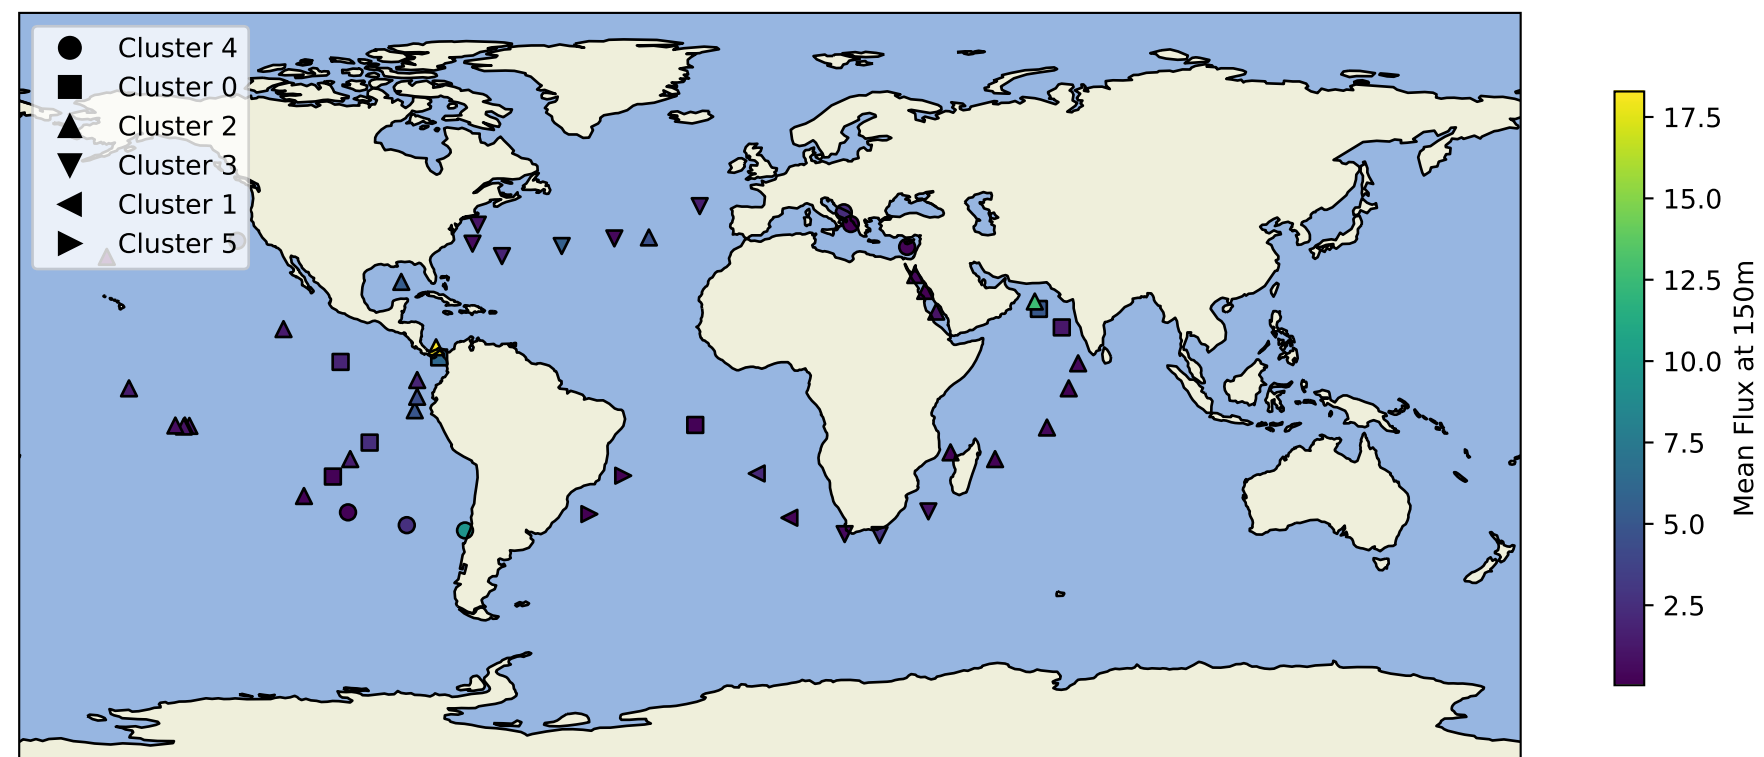 Cluster 4
Cluster 0
Cluster 2
Cluster 3
Cluster 1
Cluster 5
17.5
15.0
12.5
10.0
7.5
5.0
2.5
Mean Flux at 150m